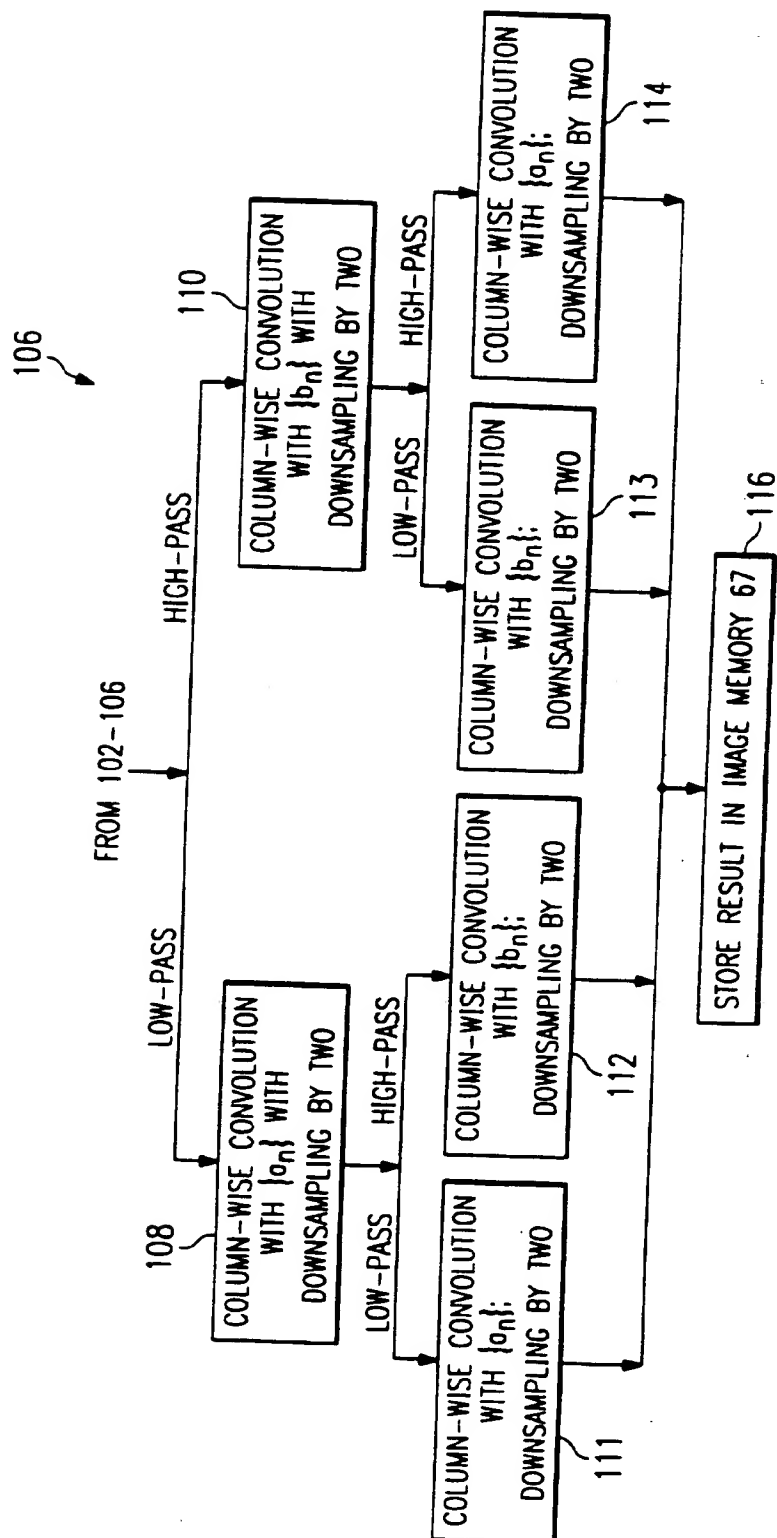 106
FROM 102-106
LOW-PASS
HIGH-PASS
108
COLUMN-WISE CONVOLUTION
WITH {an} WITH
DOWNSAMPLING BY TWO
110
COLUMN-WISE CONVOLUTION
WITH {bn} WITH
DOWNSAMPLING BY TWO
LOW-PASS
HIGH-PASS
LOW-PASS
HIGH-PASS
COLUMN-WISE CONVOLUTION
WITH {an};
DOWNSAMPLING BY TWO
111
COLUMN-WISE CONVOLUTION
WITH {bn};
DOWNSAMPLING BY TWO
112
COLUMN-WISE CONVOLUTION
WITH {bn};
DOWNSAMPLING BY TWO
113
COLUMN-WISE CONVOLUTION
WITH {an};
DOWNSAMPLING BY TWO
114
STORE RESULT IN IMAGE MEMORY 67
116